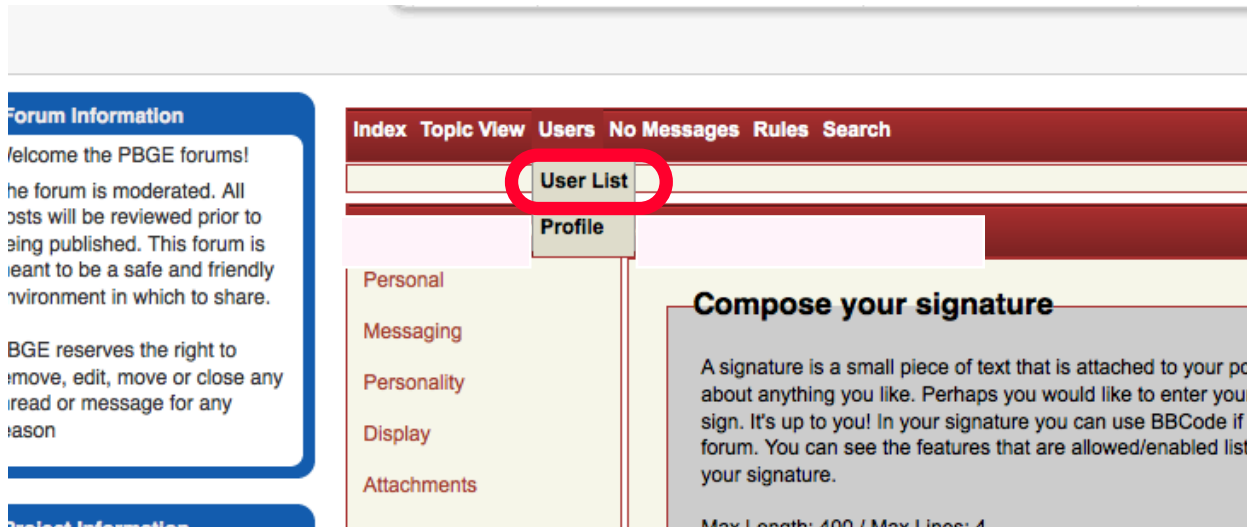 Forum Information
Welcome the PBGE forums!
he forum is moderated. All
osts will be reviewed prior to
eing published. This forum is
eant to be a safe and friendly
nvironment in which to share.
BGE reserves the right to
emove, edit, move or close any
read or message for any
eason
Project Information
Index Topic View Users No Messages Rules Search
User List
Profile
Personal
Messaging
Personality
Display
Attachments
Compose your signature
A signature is a small piece of text that is attached to your po
about anything you like. Perhaps you would like to enter your
sign. It's up to you! In your signature you can use BBCode if
forum. You can see the features that are allowed/enabled list
your signature.
Max Length: 400 / Max Lines: 4